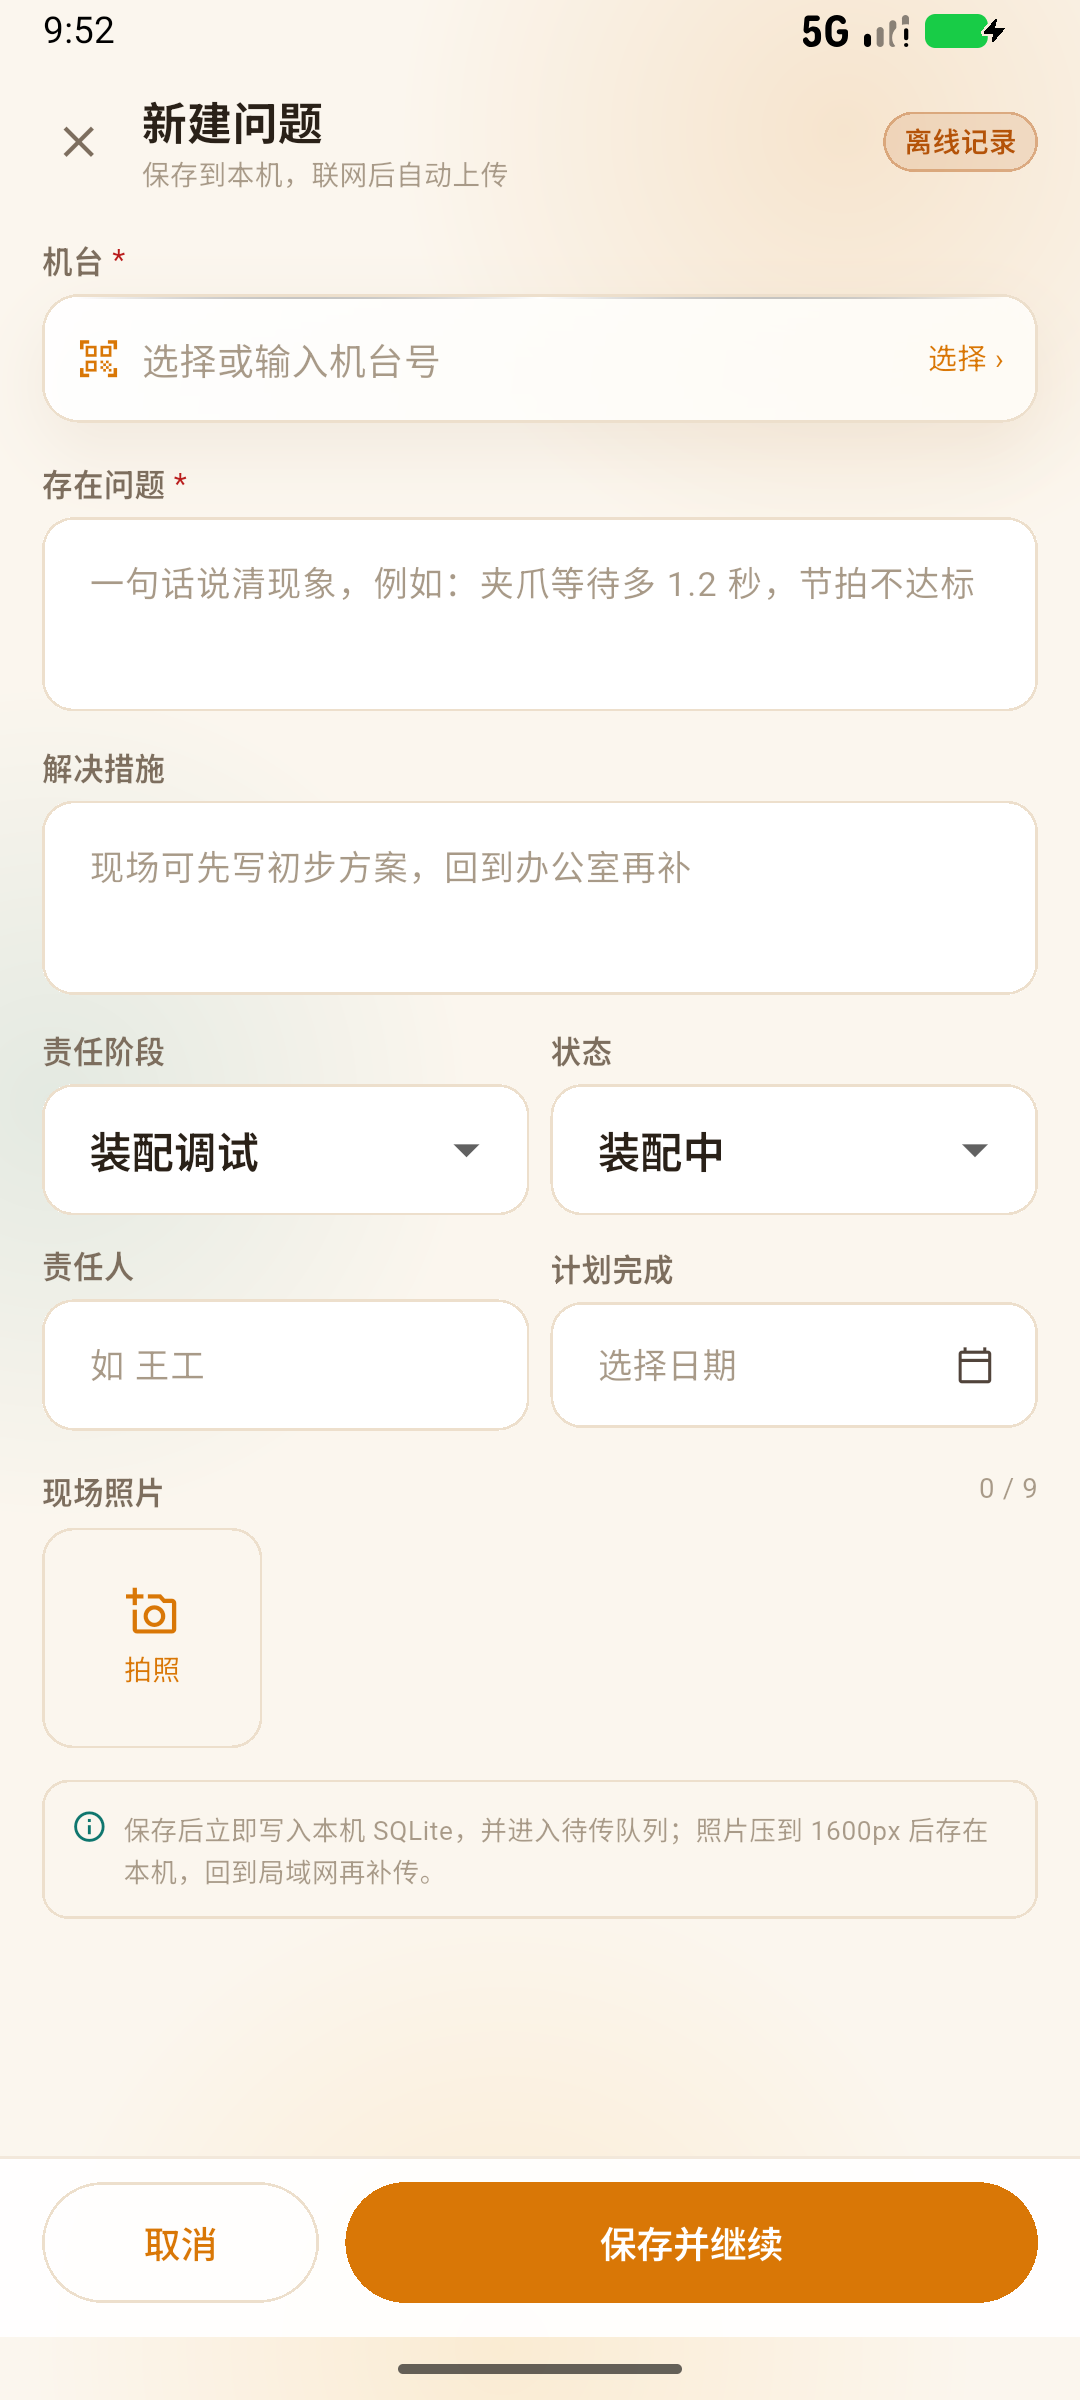 9:52
5G
新建问题
保存到本机，联网后自动上传
离线记录
机台 *
选择或输入机台号
选择 ›
存在问题 *
一句话说清现象，例如：夹爪等待多 1.2 秒，节拍不达标
解决措施
现场可先写初步方案，回到办公室再补
责任阶段
状态
装配调试
装配中
责任人
计划完成
如 王工
选择日期
现场照片
0 / 9
拍照
保存后立即写入本机 SQLite，并进入待传队列；照片压到 1600px 后存在
本机，回到局域网再补传。
取消
保存并继续